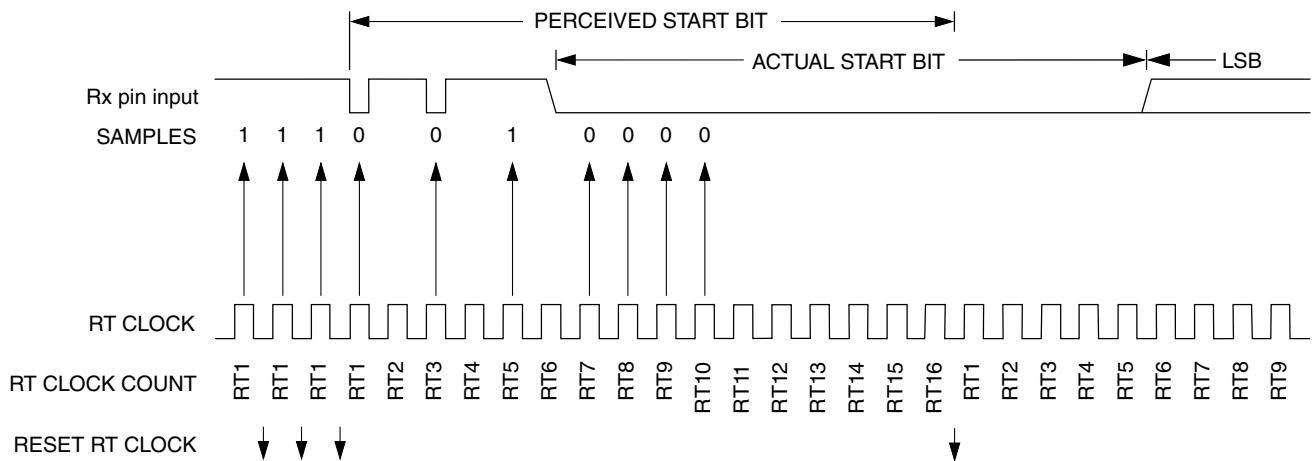 PERCEIVED START BIT
ACTUAL START BIT
LSB
Rx pin input
SAMPLES 1 1 1 0 0 1 0 0 0 0
RT CLOCK
RT CLOCK COUNT RT1 RT1 RT1 RT1 RT2 RT3 RT4 RT5 RT6 RT7 RT8 RT9 RT10 RT11 RT12 RT13 RT14 RT15 RT16 RT1 RT2 RT3 RT4 RT5 RT6 RT7 RT8 RT9
RESET RT CLOCK